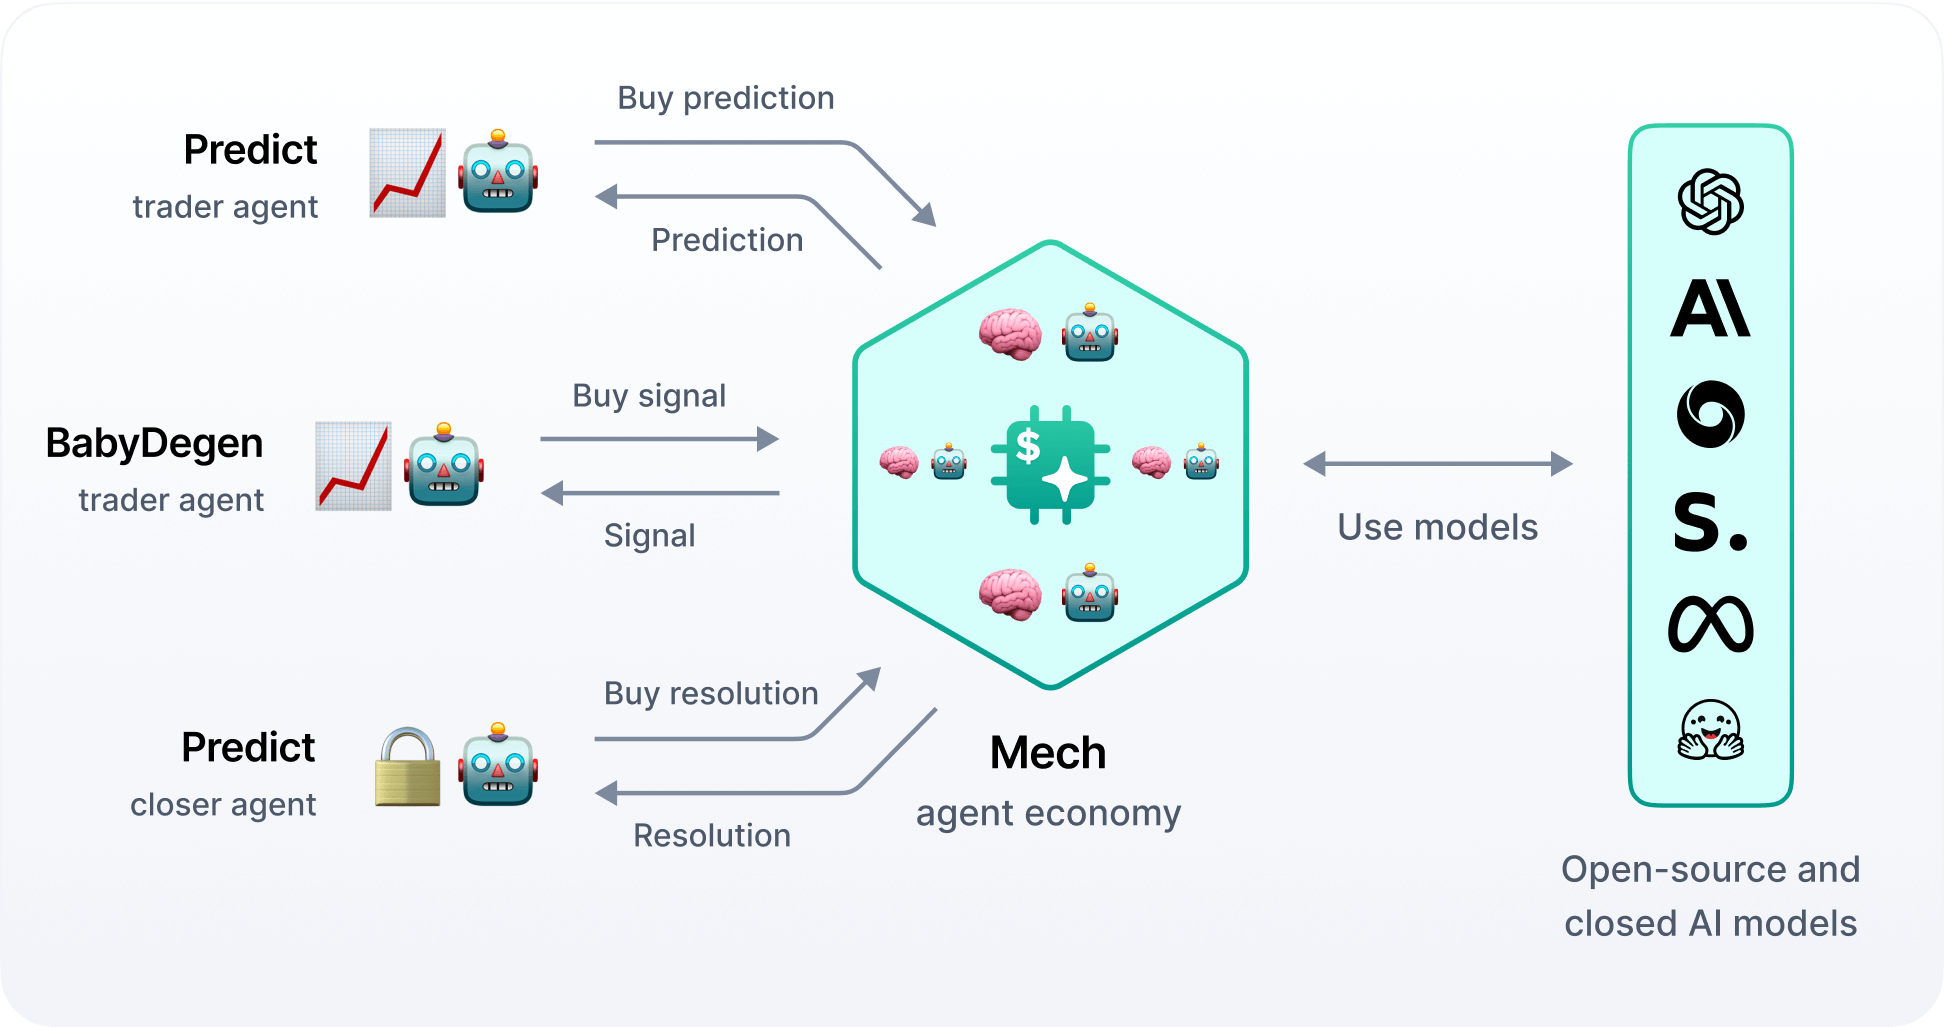 Buy prediction
Predict
trader agent
Prediction
Buy signal
BabyDegen
trader agent
Signal
Buy resolution
Predict
closer agent
Resolution
$
Mech
agent economy
Use models
AI
S.
Open-source and
closed AI models